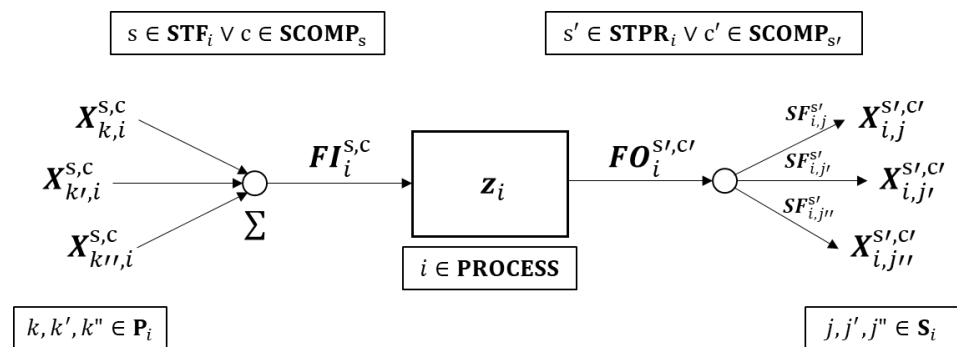 s ∈ STF_i ∨ c ∈ SCOMP_s
s′ ∈ STPR_i ∨ c′ ∈ SCOMP_s′
X_{k,i}^{s,c}
X_{k′,i}^{s,c}
X_{k″,i}^{s,c}
∑
FI_i^{s,c}
z_i
i ∈ PROCESS
FO_i^{s′,c′}
SF_{i,j}^{s′}
SF_{i,j′}^{s′}
SF_{i,j″}^{s′}
X_{i,j}^{s′,c′}
X_{i,j′}^{s′,c′}
X_{i,j″}^{s′,c′}
k, k′, k" ∈ P_i
j, j′, j" ∈ S_i